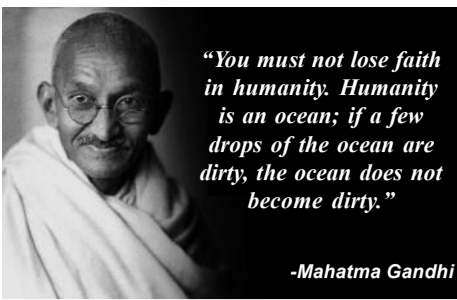 “You must not lose faith
in humanity. Humanity
is an ocean; if a few
drops of the ocean are
dirty, the ocean does not
become dirty.”
-Mahatma Gandhi